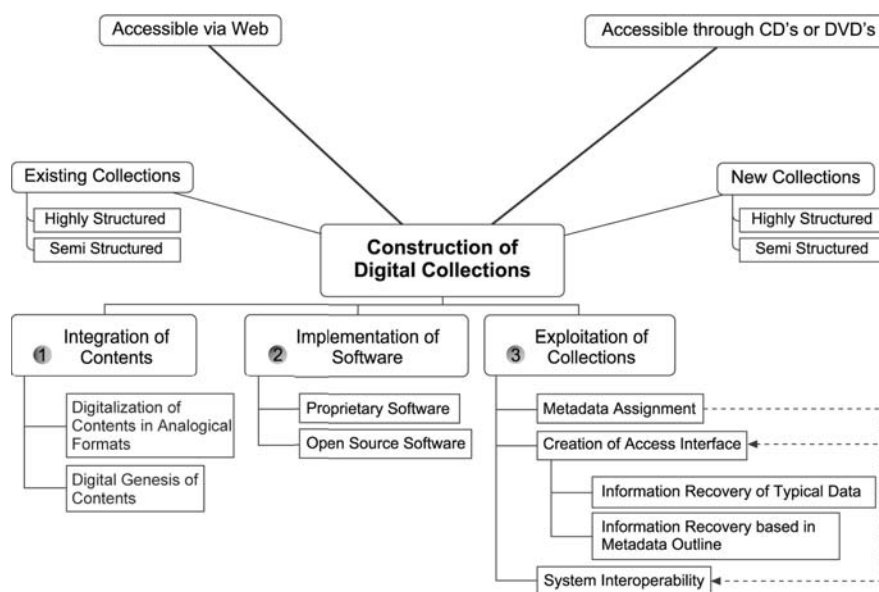 Accessible via Web
Accessible through CD's or DVD's
Existing Collections
Highly Structured
Semi Structured
New Collections
Highly Structured
Semi Structured
Construction of
Digital Collections
1
Integration of
Contents
Digitalization of
Contents in Analogical
Formats
Digital Genesis of
Contents
2
Implementation of
Software
Proprietary Software
Open Source Software
3
Exploitation of
Collections
Metadata Assignment
Creation of Access Interface
Information Recovery of Typical Data
Information Recovery based in
Metadata Outline
System Interoperability